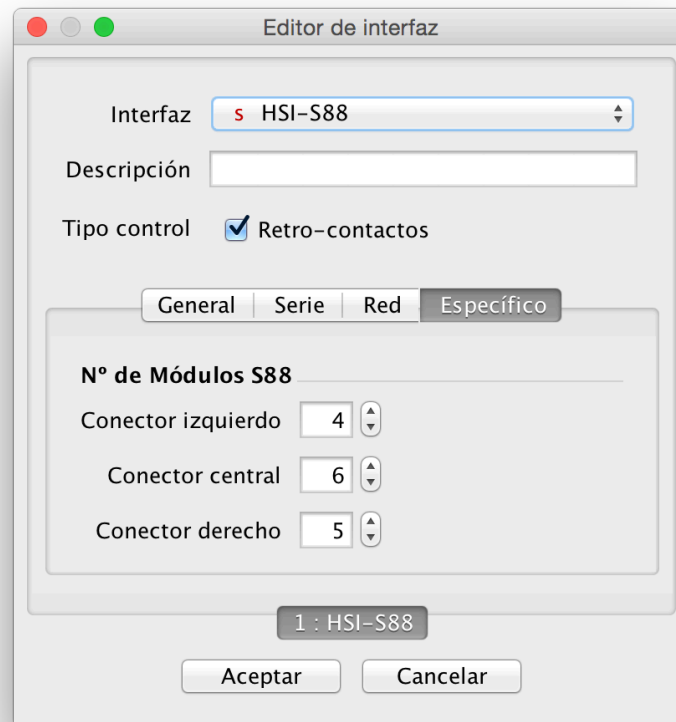 Editor de interfaz
Interfaz s HSI-S88
Descripción
Tipo control Retro-contactos
General Serie Red Específico
Nº de Módulos S88
Conector izquierdo 4
Conector central 6
Conector derecho 5
1 : HSI-S88
Aceptar Cancelar